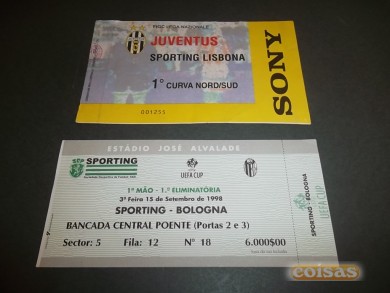 JUVENTUS
SPORTING LISBONA
1° CURVA NORD/SUD
001255
SONY
ESTÁDIO JOSÉ ALVALADE
SPORTING
UEFA CUP
1ª MÃO - 1.ª ELIMINATÓRIA
3ª Feira 15 de Setembro de 1998
SPORTING - BOLOGNA
BANCADA CENTRAL POENTE (Portas 2 e 3)
Sector: 5 Fila: 12 Nº 18 6.000$00
SPORTING - BOLOGNA
UEFA CUP
coisas